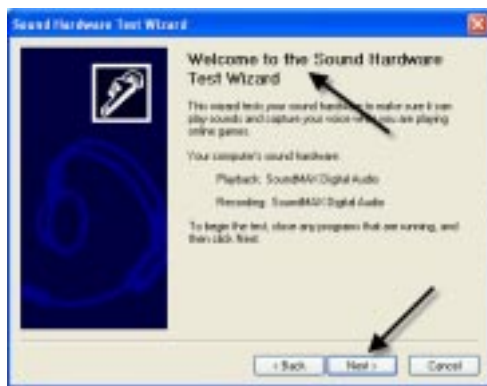 Sound Hardware Test Wizard
Welcome to the Sound Hardware
Test Wizard
This wizard tests your sound hardware to make sure it can
play sounds and capture your voice you are playing
online games.
Your computer's sound hardware:
Playback: SoundMAX Digital Audio
Recording: SoundMAX Digital Audio
To begin the test, close any programs that are running, and
then click Next.
< Back
Next >
Cancel